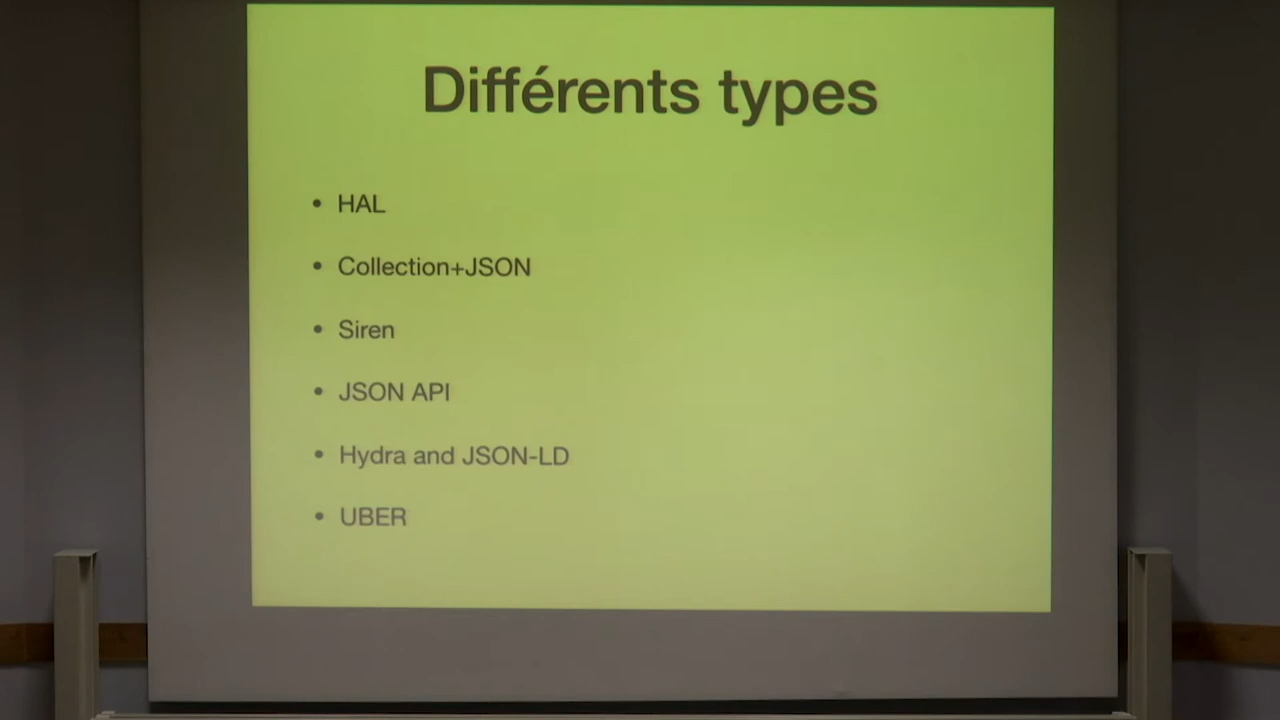 Différents types
• HAL
• Collection+JSON
• Siren
• JSON API
• Hydra and JSON-LD
• UBER